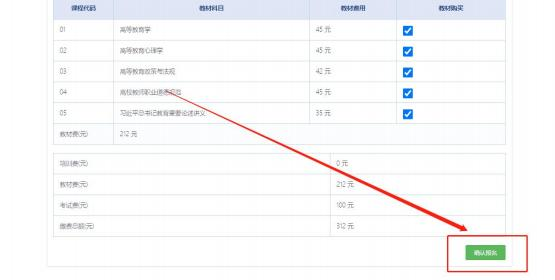 课程代码 教材科目 教材费用 教材购买
01 高等教育学 45 元
02 高等教育心理学 45 元
03 高等教育政策与法规 42 元
04 高校教师职业道德规范 45 元
05 习近平总书记教育重要论述讲义 35 元
教材费(元) 212 元
培训费(元) 0 元
教材费(元) 212 元
考试费(元) 100 元
缴费总额(元) 312 元
确认报名